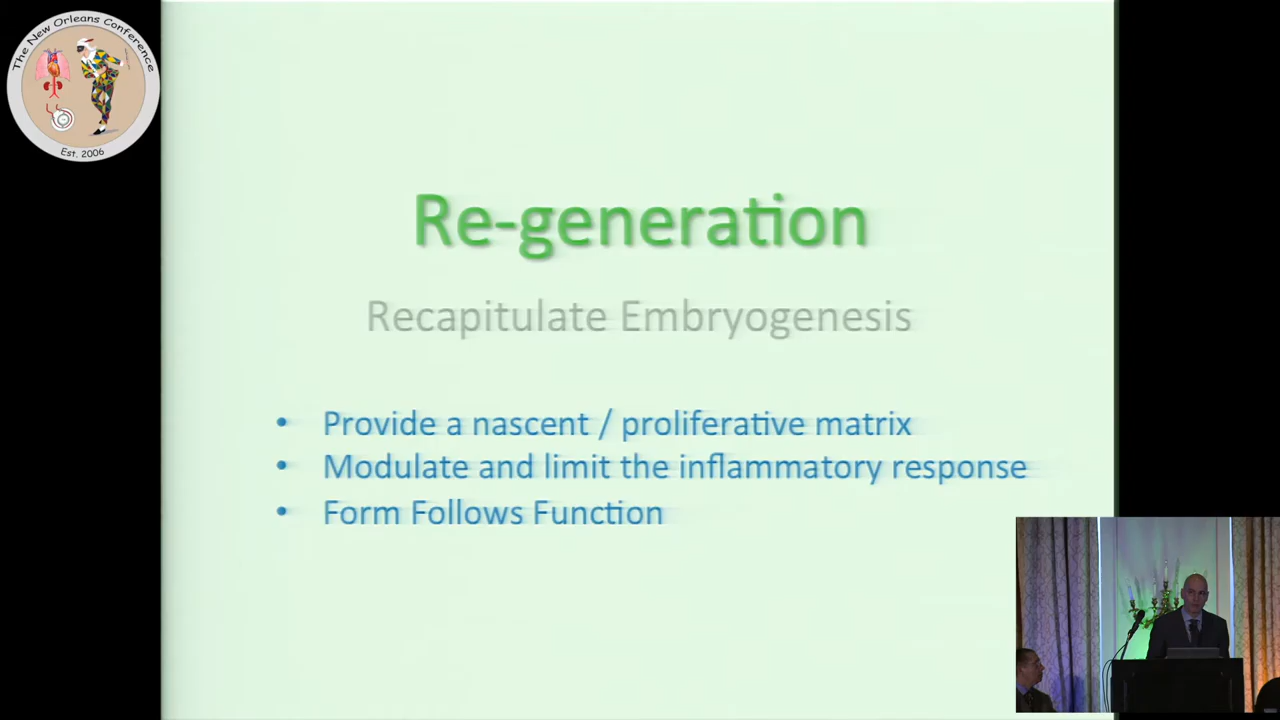 The New Orleans Conference
Est. 2006
Re-generation
Recapitulate Embryogenesis
• Provide a nascent / proliferative matrix
• Modulate and limit the inflammatory response
• Form Follows Function